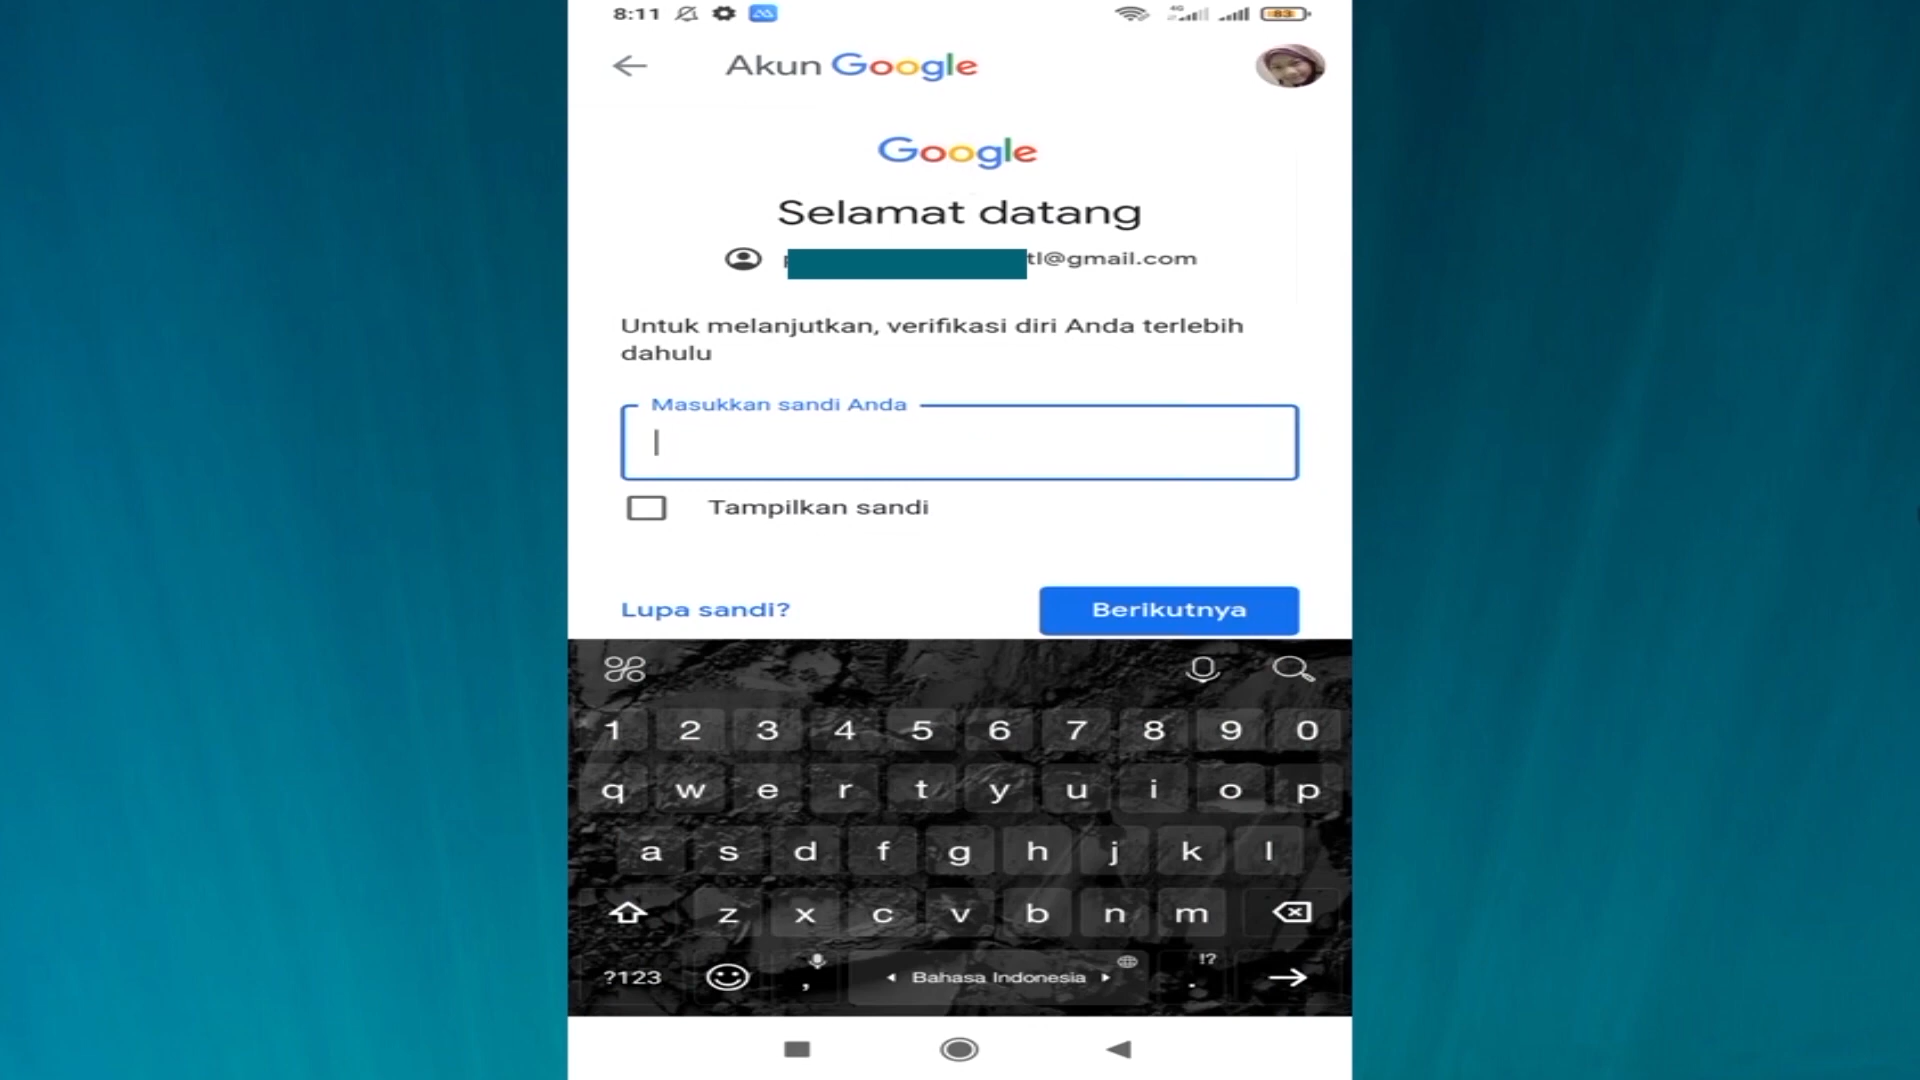 8:11 4G 83
Akun Google
Google
Selamat datang
tl@gmail.com
Untuk melanjutkan, verifikasi diri Anda terlebih
dahulu
Masukkan sandi Anda
Tampilkan sandi
Lupa sandi? Berikutnya
1 2 3 4 5 6 7 8 9 0
q w e r t y u i o p
a s d f g h j k l
z x c v b n m
?123 , Bahasa Indonesia . !?